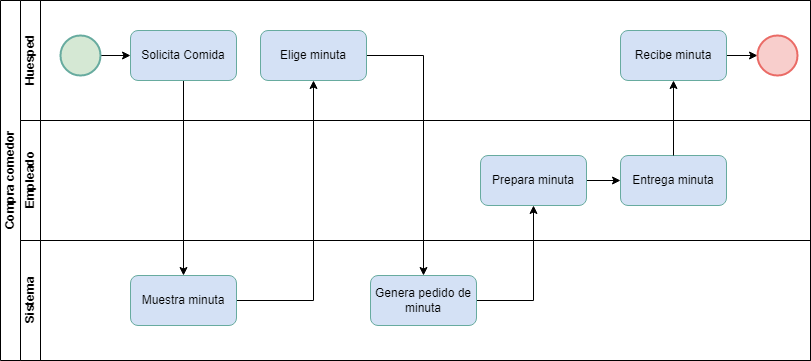 Compra comedor
Huesped
Solicita Comida
Elige minuta
Recibe minuta
Empleado
Prepara minuta
Entrega minuta
Sistema
Muestra minuta
Genera pedido de
minuta